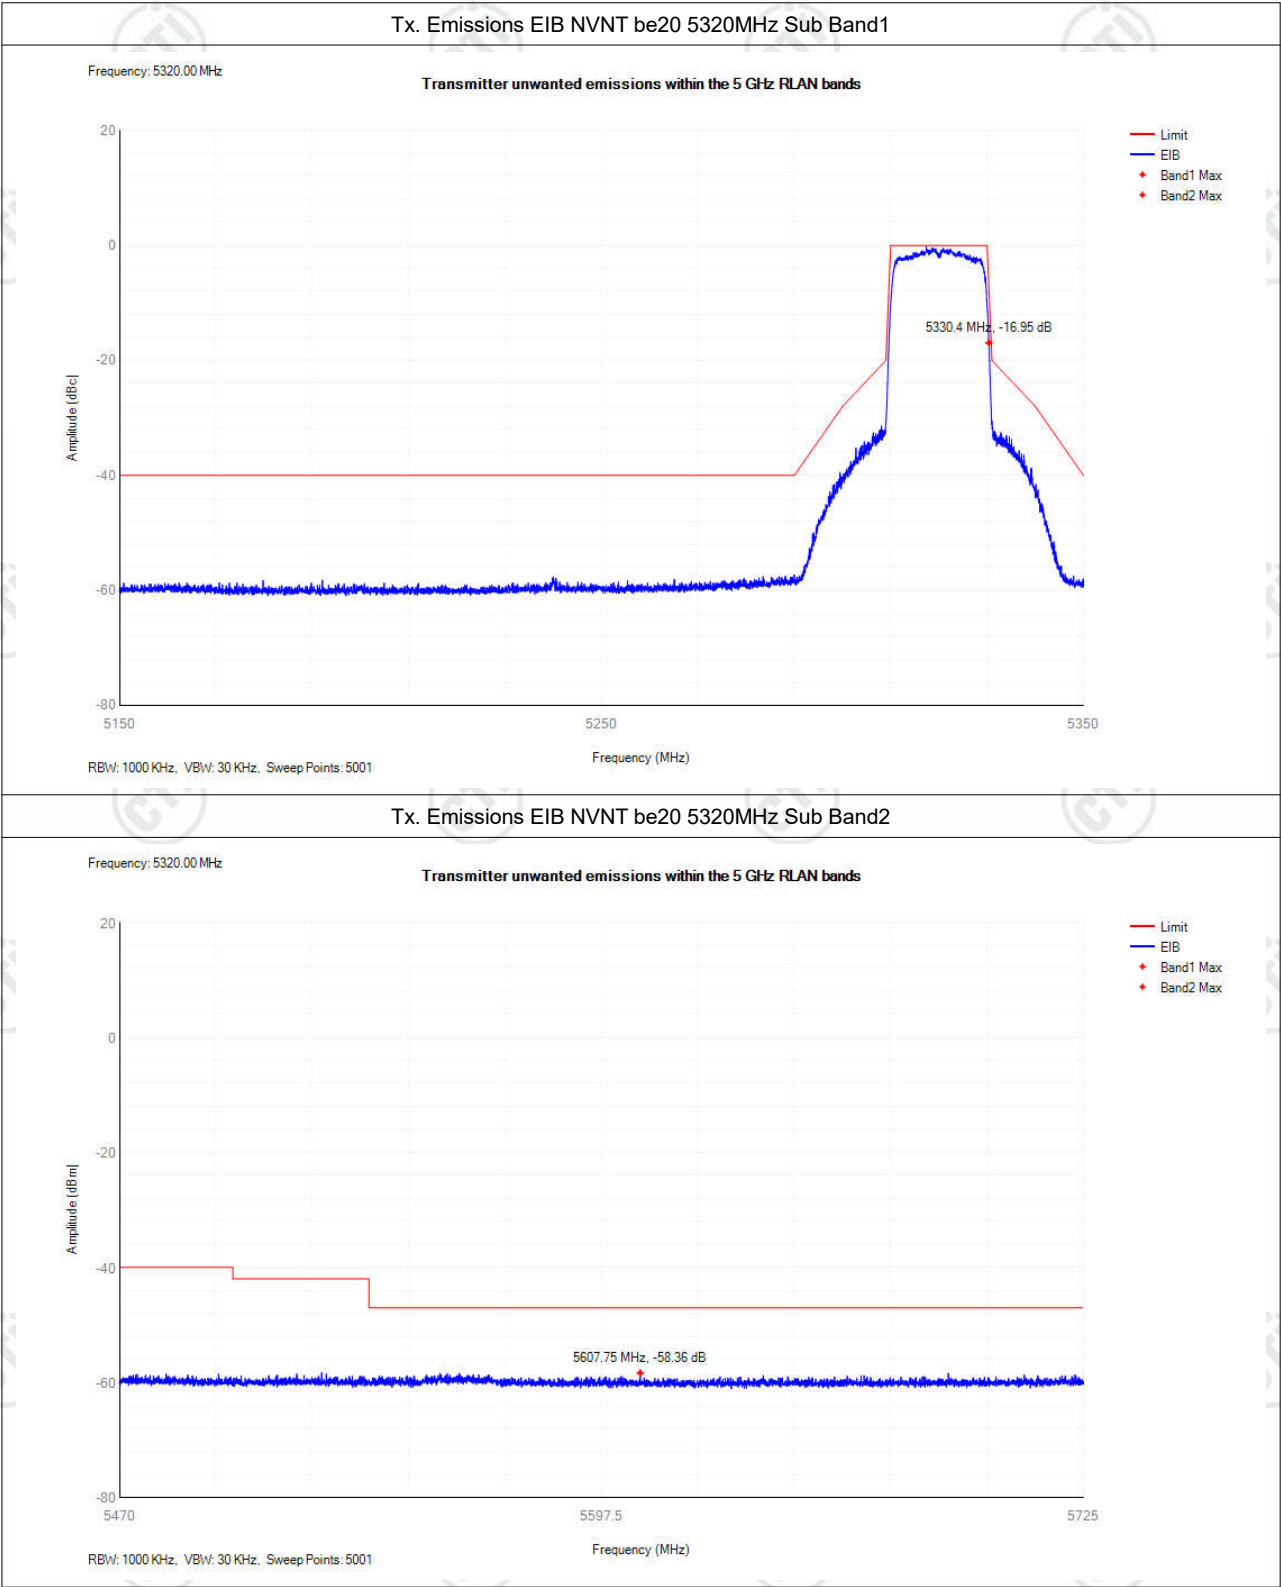 Tx. Emissions EIB NVNT be20 5320MHz Sub Band1
Frequency: 5320.00 MHz
Transmitter unwanted emissions within the 5 GHz RLAN bands
Limit
EIB
Band1 Max
Band2 Max
20
0
-20
-40
-60
-80
Amplitude [dBc]
5330.4 MHz, -16.95 dB
5150
5250
5350
Frequency (MHz)
RBW: 1000 KHz, VBW: 30 KHz, Sweep Points: 5001
Tx. Emissions EIB NVNT be20 5320MHz Sub Band2
Frequency: 5320.00 MHz
Transmitter unwanted emissions within the 5 GHz RLAN bands
Limit
EIB
Band1 Max
Band2 Max
20
0
-20
-40
-60
-80
Amplitude [dBm]
5607.75 MHz, -58.36 dB
5470
5597.5
5725
Frequency (MHz)
RBW: 1000 KHz, VBW: 30 KHz, Sweep Points: 5001